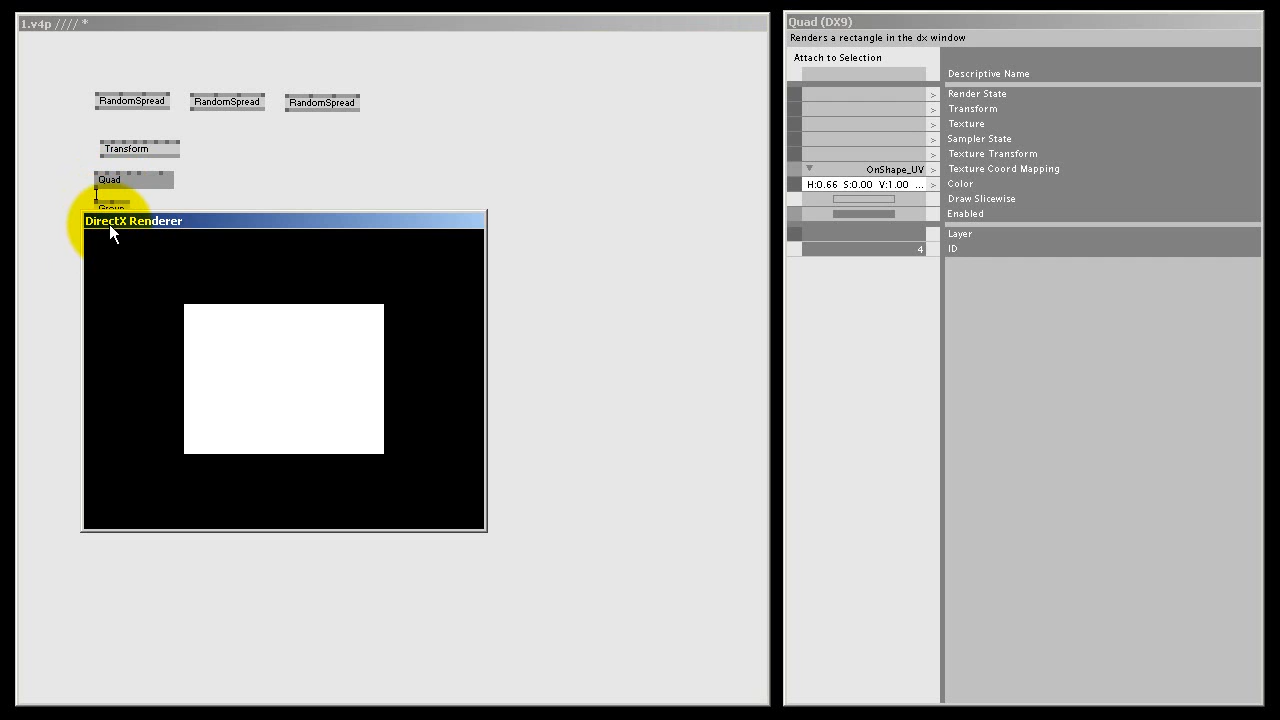 1.v4p //// *
RandomSpread
RandomSpread
RandomSpread
Transform
Quad
Group
DirectX Renderer
Quad (DX9)
Renders a rectangle in the dx window
Attach to Selection
Descriptive Name
> Render State
> Transform
> Texture
> Sampler State
> Texture Transform
OnShape_UV Texture Coord Mapping
H:0.66 S:0.00 V:1.00 ... > Color
Draw Slicewise
Enabled
Layer
4 ID